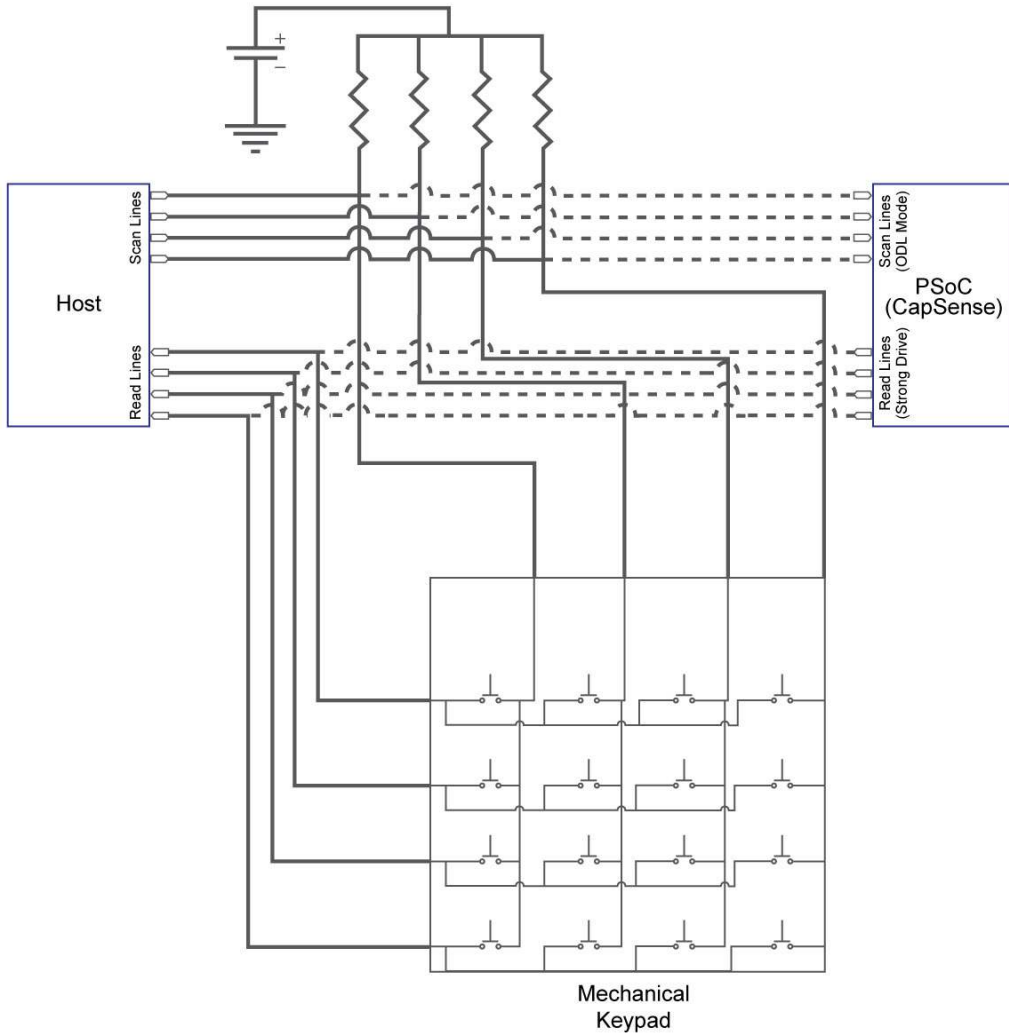 +
–
Scan Lines
Host
Read Lines
Scan Lines
(ODL Mode)
PSoC
(CapSense)
Read Lines
(Strong Drive)
Mechanical
Keypad